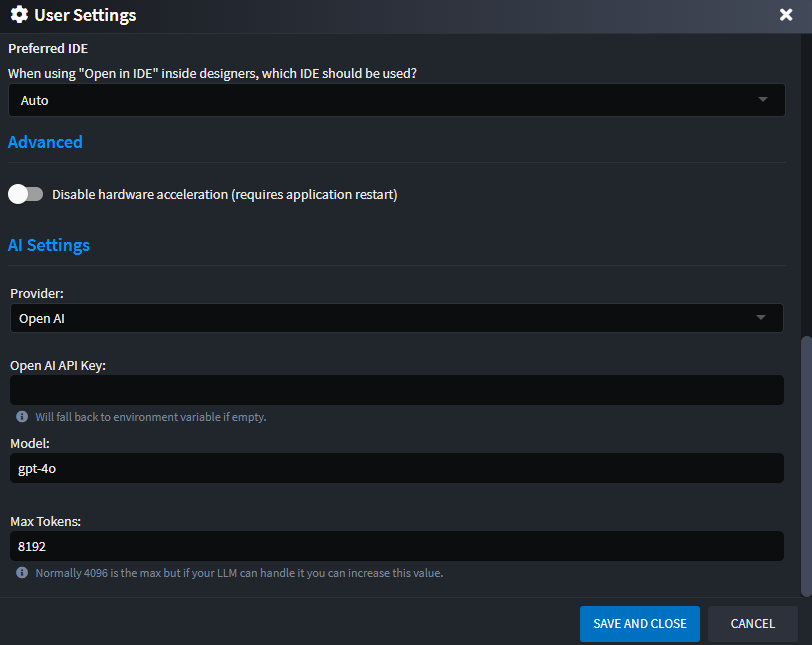 User Settings
Preferred IDE
When using "Open in IDE" inside designers, which IDE should be used?
Auto
Advanced
Disable hardware acceleration (requires application restart)
AI Settings
Provider:
Open AI
Open AI API Key:
Will fall back to environment variable if empty.
Model:
gpt-4o
Max Tokens:
8192
Normally 4096 is the max but if your LLM can handle it you can increase this value.
SAVE AND CLOSE
CANCEL